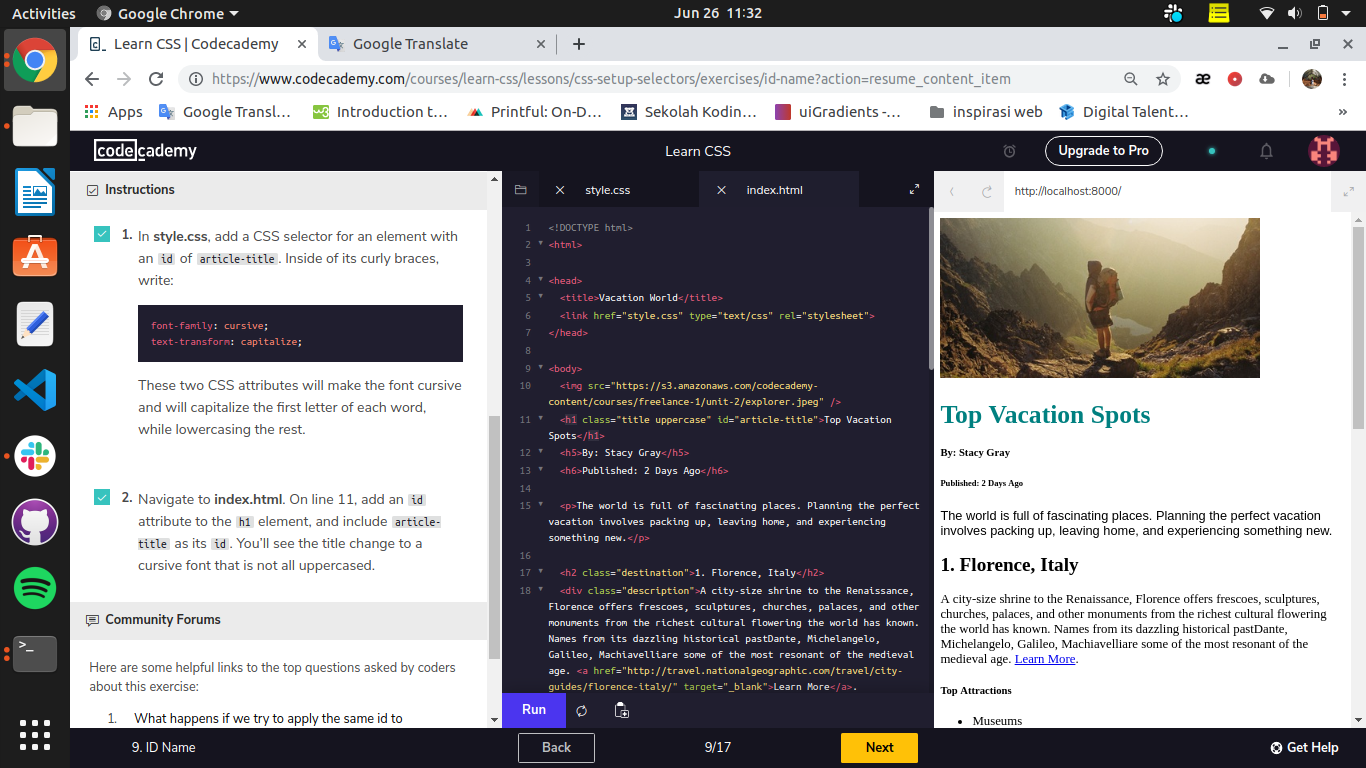 Activities
Google Chrome
Jun 26 11:32
Learn CSS | Codecademy
Google Translate
https://www.codecademy.com/courses/learn-css/lessons/css-setup-selectors/exercises/id-name?action=resume_content_item
Apps
Google Transl...
Introduction t...
Printful: On-D...
Sekolah Kodin...
uiGradients -...
inspirasi web
Digital Talent...
»
codecademy
Learn CSS
Upgrade to Pro
Instructions
1. In style.css, add a CSS selector for an element with
an id of article-title. Inside of its curly braces,
write:
font-family: cursive;
text-transform: capitalize;
These two CSS attributes will make the font cursive
and will capitalize the first letter of each word,
while lowercasing the rest.
2. Navigate to index.html. On line 11, add an id
attribute to the h1 element, and include article-
title as its id. You'll see the title change to a
cursive font that is not all uppercased.
Community Forums
Here are some helpful links to the top questions asked by coders
about this exercise:
1. What happens if we try to apply the same id to
style.css
index.html
1 <!DOCTYPE html>
2 <html>
3
4 <head>
5 <title>Vacation World</title>
6 <link href="style.css" type="text/css" rel="stylesheet">
7 </head>
8
9 <body>
10 <img src="https://s3.amazonaws.com/codecademy-
content/courses/freelance-1/unit-2/explorer.jpeg" />
11 <h1 class="title uppercase" id="article-title">Top Vacation
Spots</h1>
12 <h5>By: Stacy Gray</h5>
13 <h6>Published: 2 Days Ago</h6>
14
15 <p>The world is full of fascinating places. Planning the perfect
vacation involves packing up, leaving home, and experiencing
something new.</p>
16
17 <h2 class="destination">1. Florence, Italy</h2>
18 <div class="description">A city-size shrine to the Renaissance,
Florence offers frescoes, sculptures, churches, palaces, and other
monuments from the richest cultural flowering the world has known.
Names from its dazzling historical pastDante, Michelangelo,
Galileo, Machiavelliare some of the most resonant of the medieval
age. <a href="http://travel.nationalgeographic.com/travel/city-
guides/florence-italy/" target="_blank">Learn More</a>.
Run
http://localhost:8000/
Top Vacation Spots
By: Stacy Gray
Published: 2 Days Ago
The world is full of fascinating places. Planning the perfect vacation
involves packing up, leaving home, and experiencing something new.
1. Florence, Italy
A city-size shrine to the Renaissance, Florence offers frescoes, sculptures,
churches, palaces, and other monuments from the richest cultural flowering
the world has known. Names from its dazzling historical pastDante,
Michelangelo, Galileo, Machiavelliare some of the most resonant of the
medieval age. Learn More.
Top Attractions
• Museums
9. ID Name
Back
9/17
Next
Get Help